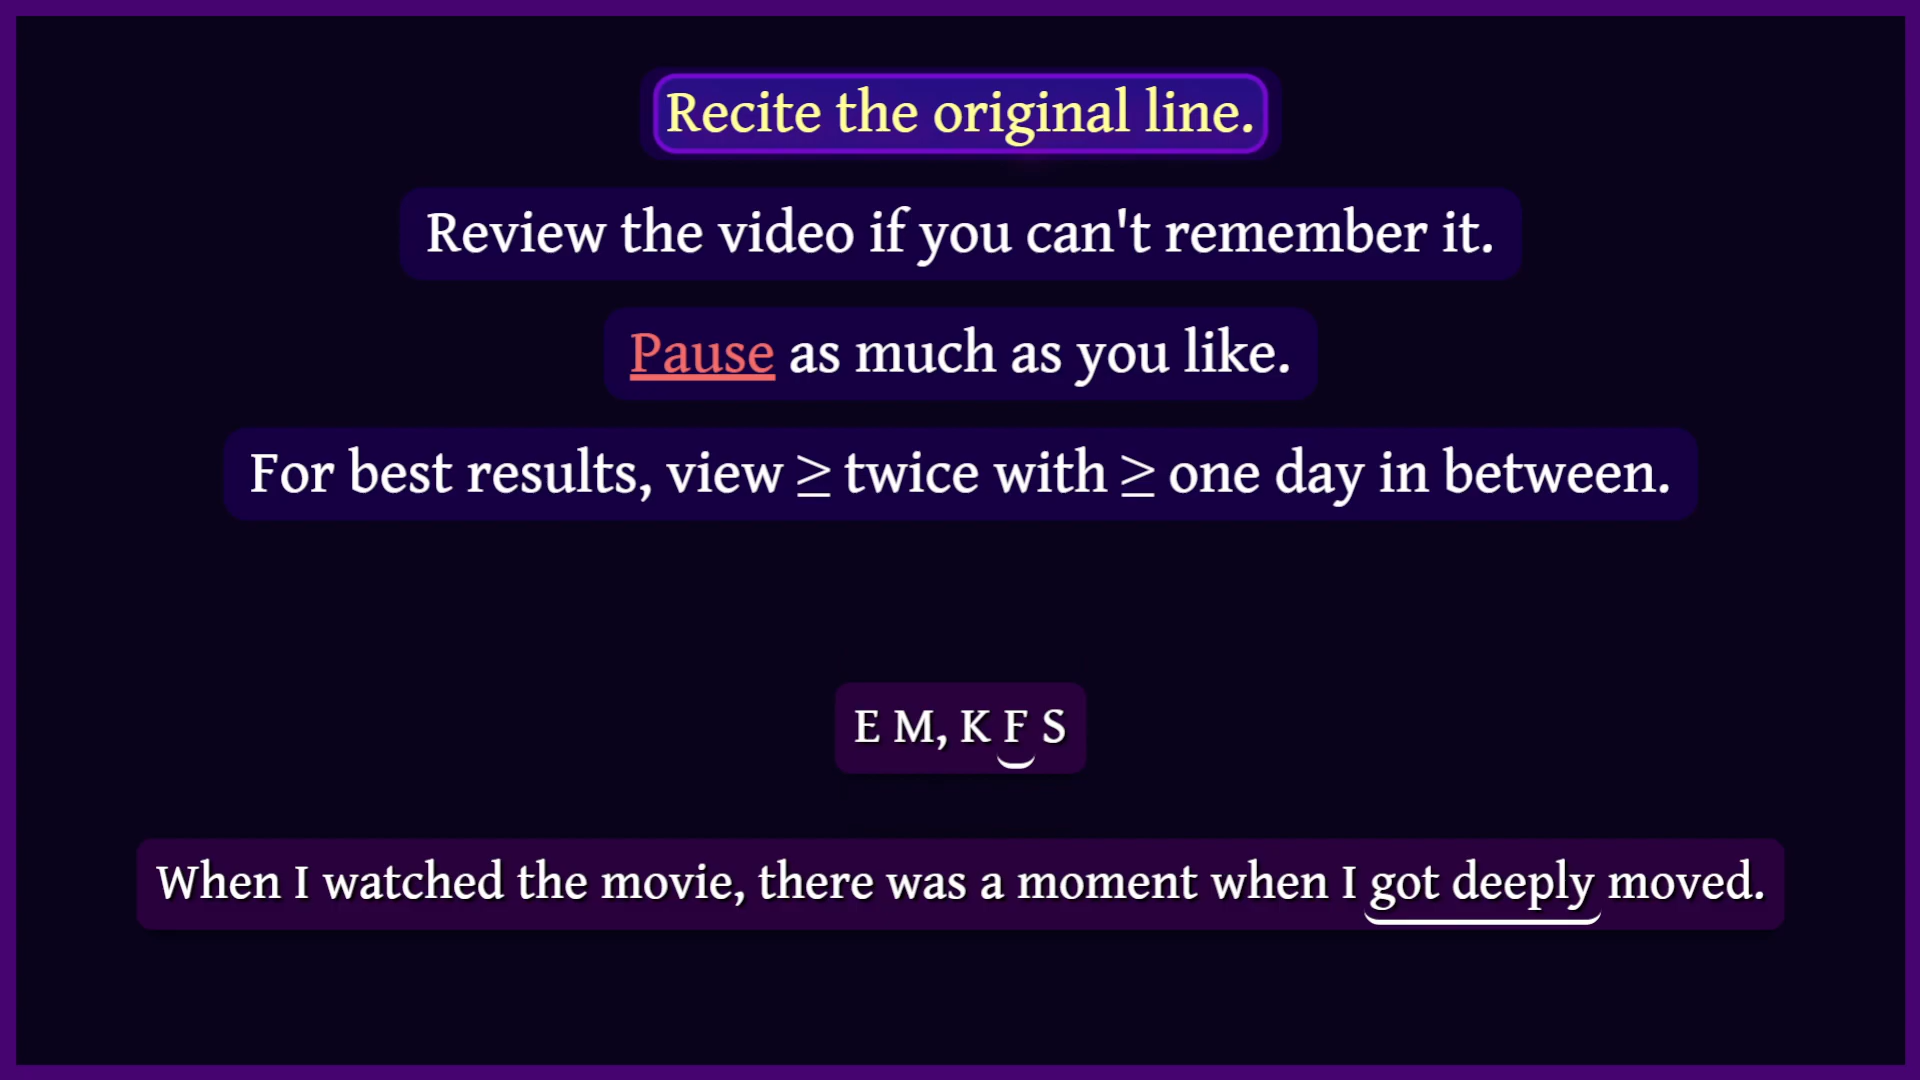 Recite the original line.
Review the video if you can't remember it.
Pause as much as you like.
For best results, view ≥ twice with ≥ one day in between.
E M, K F S
When I watched the movie, there was a moment when I got deeply moved.